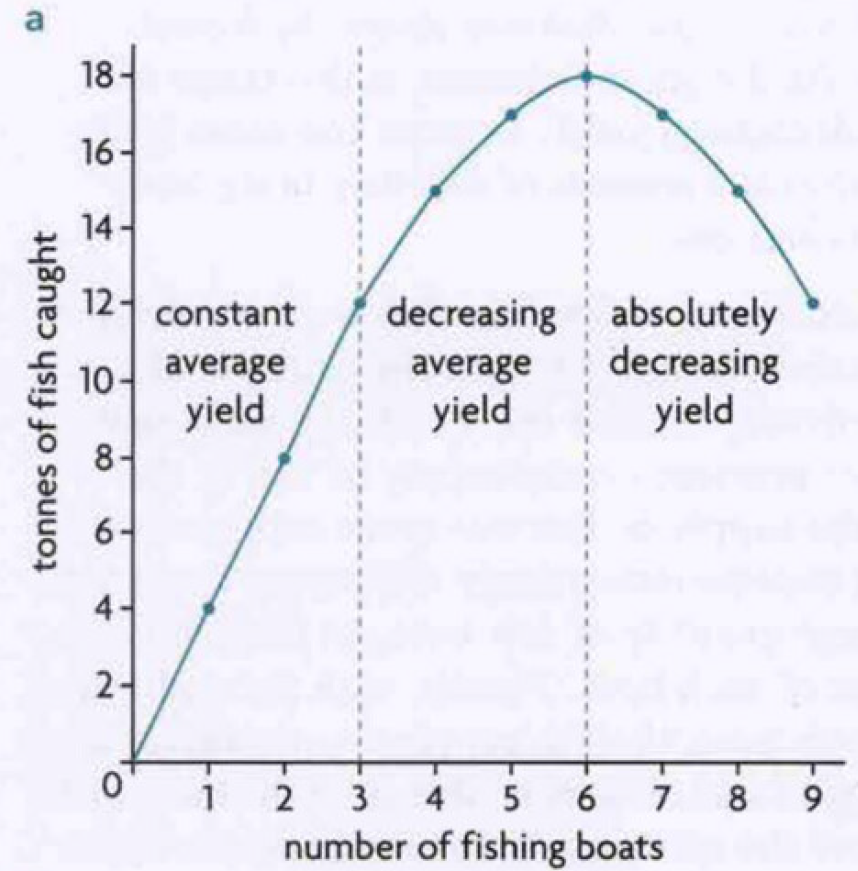 a
18
16
14
12
10
8
6
4
2
0
tonnes of fish caught
constant
average
yield
decreasing
average
yield
absolutely
decreasing
yield
1 2 3 4 5 6 7 8 9
number of fishing boats